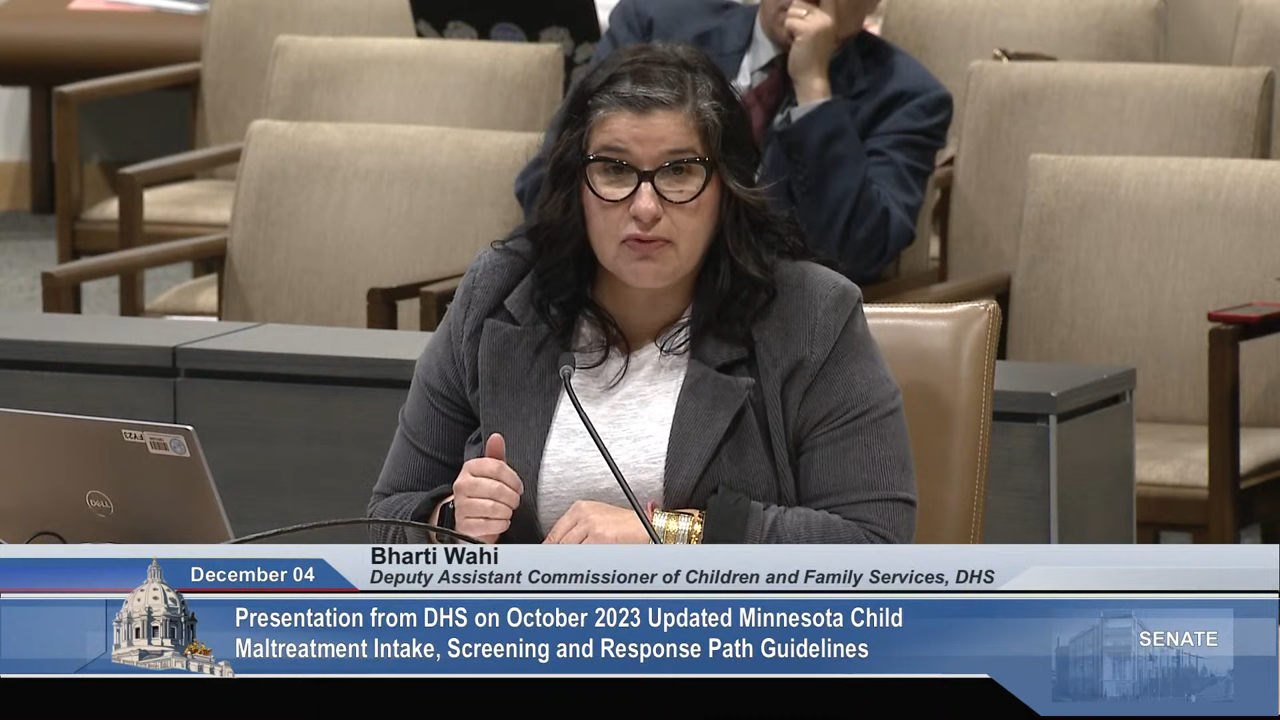 FY23
DELL
Bharti Wahi
December 04
Deputy Assistant Commissioner of Children and Family Services, DHS
Presentation from DHS on October 2023 Updated Minnesota Child
Maltreatment Intake, Screening and Response Path Guidelines
SENATE